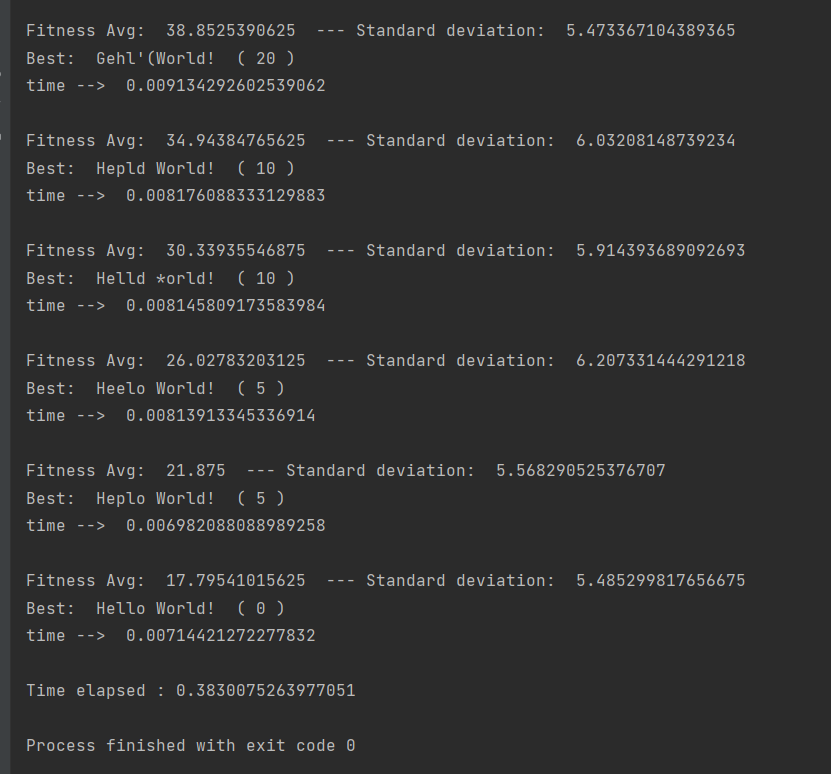 Fitness Avg:  38.8525390625  --- Standard deviation:  5.473367104389365
Best:  Gehl'(World!  ( 20 )
time -->  0.009134292602539062
Fitness Avg:  34.94384765625  --- Standard deviation:  6.03208148739234
Best:  Hepld World!  ( 10 )
time -->  0.008176088333129883
Fitness Avg:  30.33935546875  --- Standard deviation:  5.914393689092693
Best:  Helld *orld!  ( 10 )
time -->  0.008145809173583984
Fitness Avg:  26.02783203125  --- Standard deviation:  6.207331444291218
Best:  Heelo World!  ( 5 )
time -->  0.00813913345336914
Fitness Avg:  21.875  --- Standard deviation:  5.568290525376707
Best:  Heplo World!  ( 5 )
time -->  0.006982088088989258
Fitness Avg:  17.79541015625  --- Standard deviation:  5.485299817656675
Best:  Hello World!  ( 0 )
time -->  0.00714421272277832
Time elapsed : 0.3830075263977051
Process finished with exit code 0